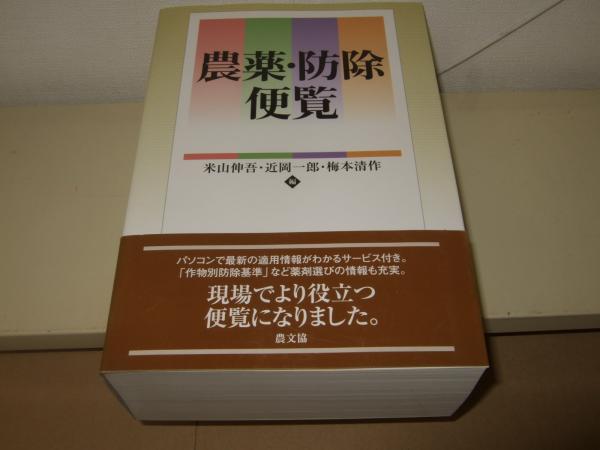 農薬・防除
便覧
米山伸吾・近岡一郎・梅本清作
編
パソコンで最新の適用情報がわかるサービス付き。
「作物別防除基準」など薬剤選びの情報も充実。
現場でより役立つ
便覧になりました。
農文協